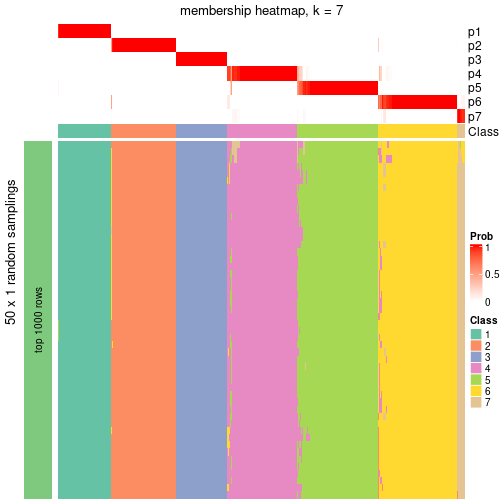 membership heatmap, k = 7
p1
p2
p3
p4
p5
p6
p7
Class
50 x 1 random samplings
top 1000 rows
Prob
1
0.5
0
Class
1
2
3
4
5
6
7